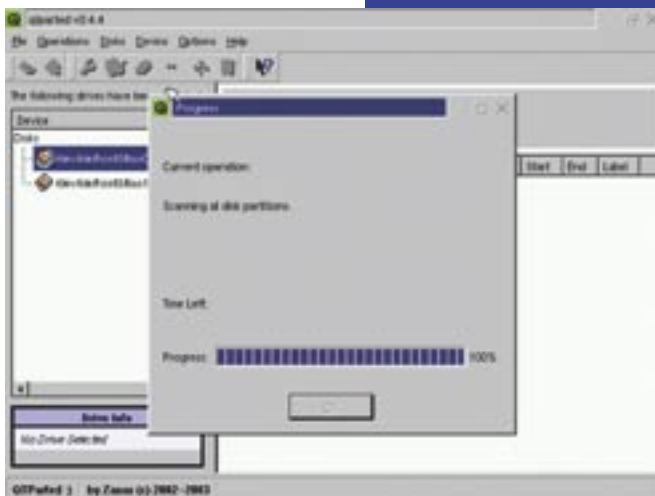 qtparted v0.4.4
File Operations Disks Device Options Help
The following drives have been
Device
Disks
Start End Label
Progress
Current operation:
Scanning all disk partitions
Time Left:
Progress: 100%
Drive Info
No Drive Selected
QTParted :) by Zanac (c) 2002-2003